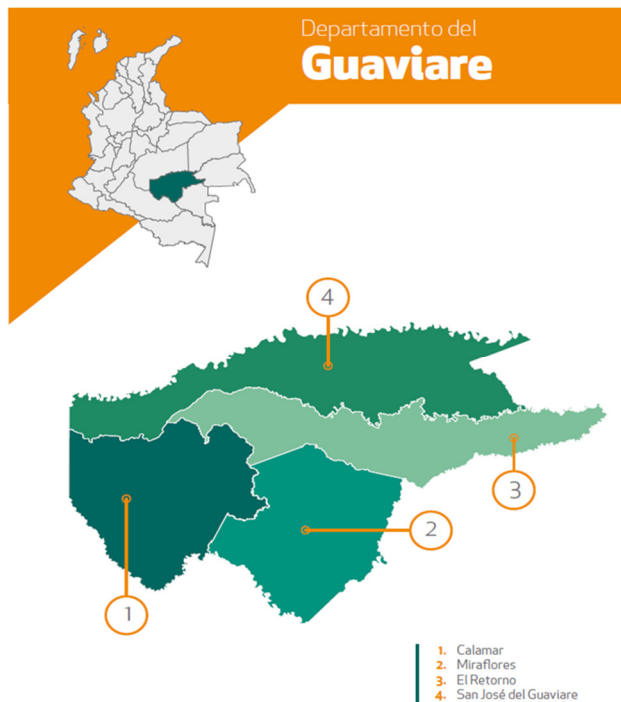 Departamento del
Guaviare
4
3
2
1
1. Calamar
2. Miraflores
3. El Retorno
4. San José del Guaviare